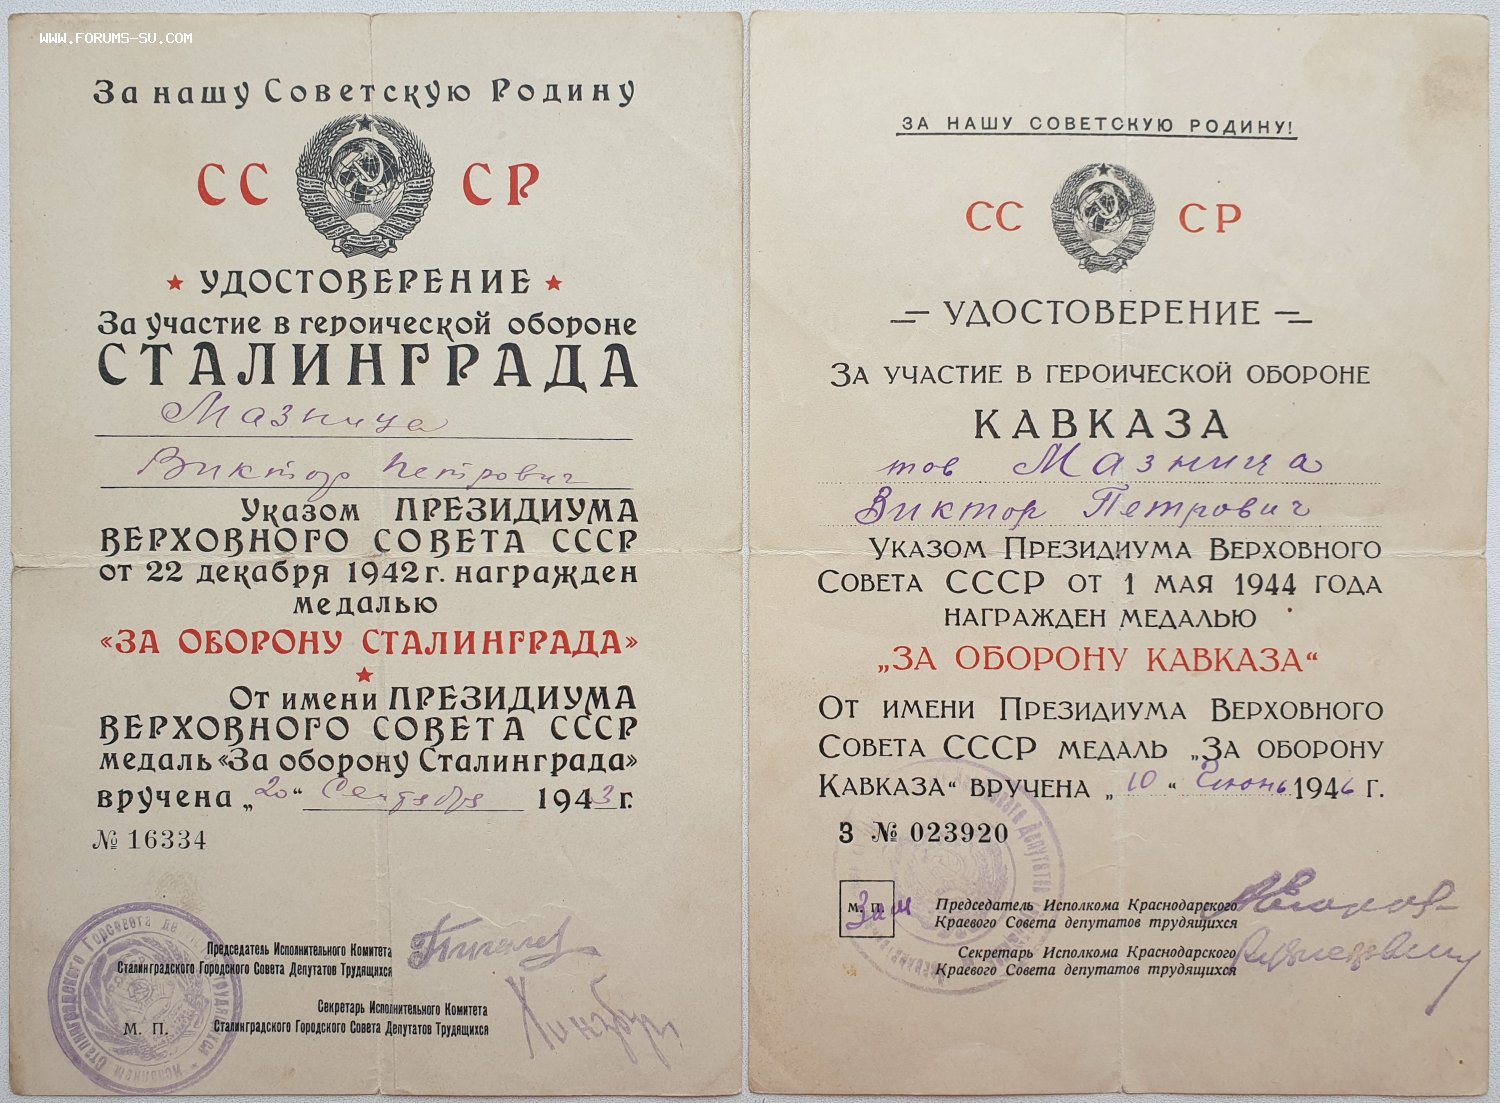 WWW.FORUMS-SU.COM
За нашу Советскую Родину
СС СР
УДОСТОВЕРЕНИЕ
За участие в героической обороне
СТАЛИНГРАДА
Мазница
Виктор Петрович
Указом ПРЕЗИДИУМА
ВЕРХОВНОГО СОВЕТА СССР
от 22 декабря 1942 г. награжден
медалью
«ЗА ОБОРОНУ СТАЛИНГРАДА»
От имени ПРЕЗИДИУМА
ВЕРХОВНОГО СОВЕТА СССР
медаль «За оборону Сталинграда»
вручена „20“ Сентября 1943 г.
№ 16334
Председатель Исполнительного Комитета
Сталинградского Городского Совета Депутатов Трудящихся
Секретарь Исполнительного Комитета
Сталинградского Городского Совета Депутатов Трудящихся
М. П.
ЗА НАШУ СОВЕТСКУЮ РОДИНУ!
СС СР
УДОСТОВЕРЕНИЕ
ЗА УЧАСТИЕ В ГЕРОИЧЕСКОЙ ОБОРОНЕ
КАВКАЗА
тов Мазница
Виктор Петрович
УКАЗОМ ПРЕЗИДИУМА ВЕРХОВНОГО
СОВЕТА СССР ОТ 1 МАЯ 1944 ГОДА
НАГРАЖДЕН МЕДАЛЬЮ
„ЗА ОБОРОНУ КАВКАЗА“
ОТ ИМЕНИ ПРЕЗИДИУМА ВЕРХОВНОГО
СОВЕТА СССР МЕДАЛЬ „ЗА ОБОРОНУ
КАВКАЗА“ ВРУЧЕНА „10“ Июнь 1946 Г.
З № 023920
М. П.
Зам
Председатель Исполкома Краснодарского
Краевого Совета депутатов трудящихся
Секретарь Исполкома Краснодарского
Краевого Совета депутатов трудящихся